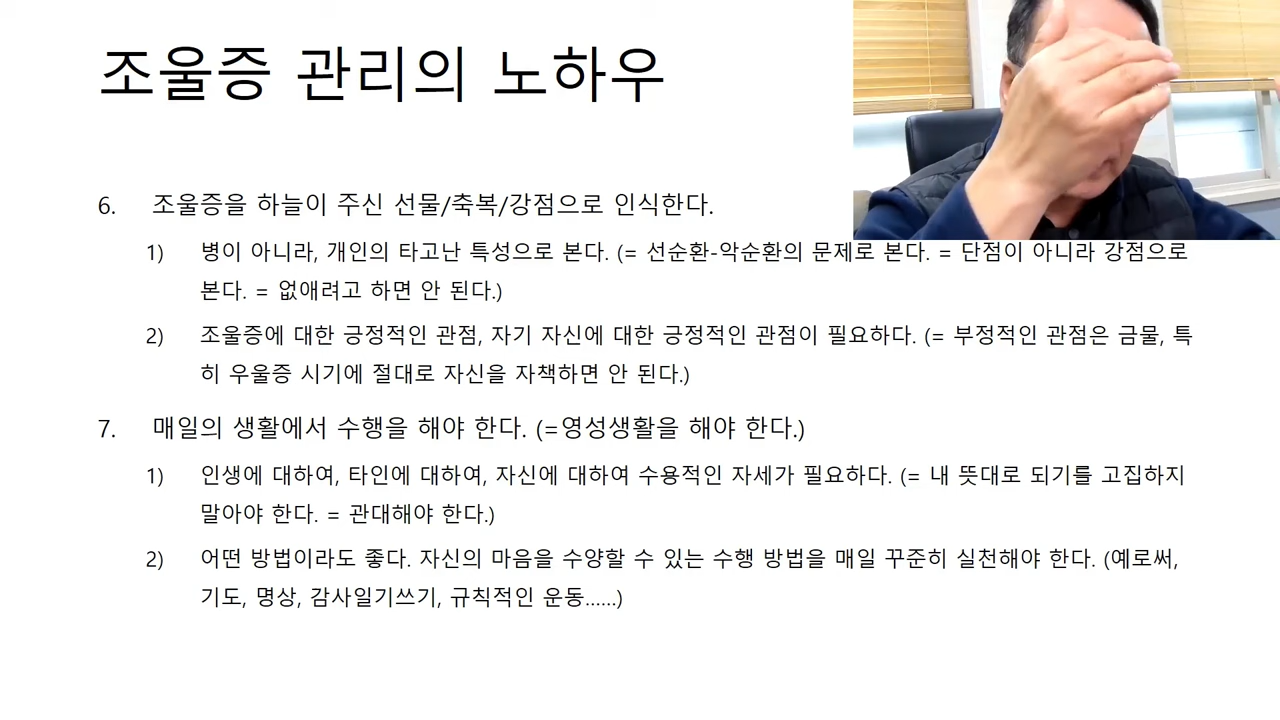 조울증 관리의 노하우
6. 조울증을 하늘이 주신 선물/축복/강점으로 인식한다.
1) 병이 아니라, 개인의 타고난 특성으로 본다. (= 선순환-악순환의 문제로 본다. = 단점이 아니라 강점으로
본다. = 없애려고 하면 안 된다.)
2) 조울증에 대한 긍정적인 관점, 자기 자신에 대한 긍정적인 관점이 필요하다. (= 부정적인 관점은 금물, 특
히 우울증 시기에 절대로 자신을 자책하면 안 된다.)
7. 매일의 생활에서 수행을 해야 한다. (=영성생활을 해야 한다.)
1) 인생에 대하여, 타인에 대하여, 자신에 대하여 수용적인 자세가 필요하다. (= 내 뜻대로 되기를 고집하지
말아야 한다. = 관대해야 한다.)
2) 어떤 방법이라도 좋다. 자신의 마음을 수양할 수 있는 수행 방법을 매일 꾸준히 실천해야 한다. (예로써,
기도, 명상, 감사일기쓰기, 규칙적인 운동......)